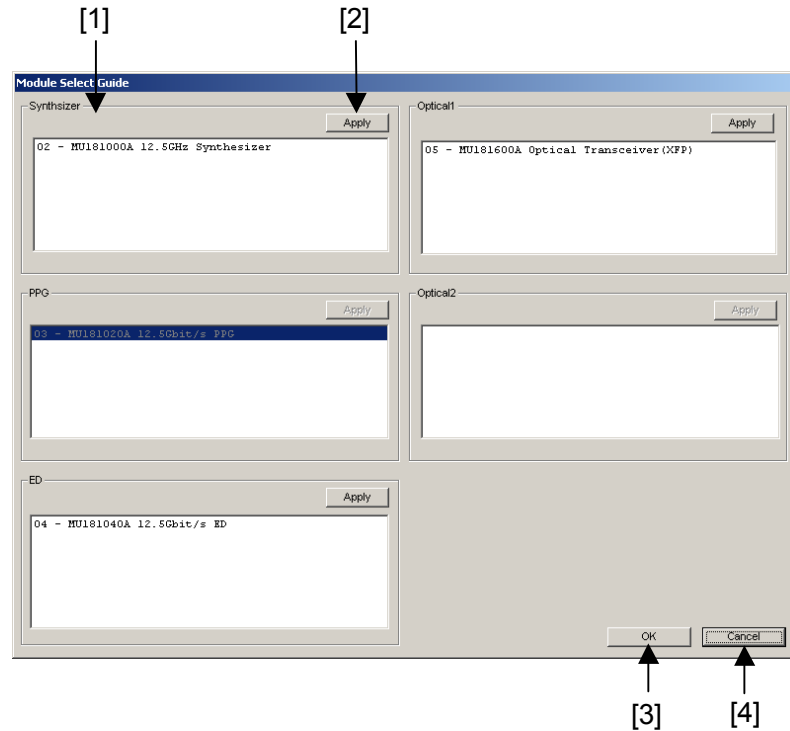 [1]
[2]
Module Select Guide
Synthsizer
Apply
02 - MU181000A 12.5GHz Synthesizer
Optical1
Apply
05 - MU181600A Optical Transceiver(XFP)
PPG
Apply
03 - MU181020A 12.5Gbit/s PPG
Optical2
Apply
ED
Apply
04 - MU181040A 12.5Gbit/s ED
OK
Cancel
[3]
[4]